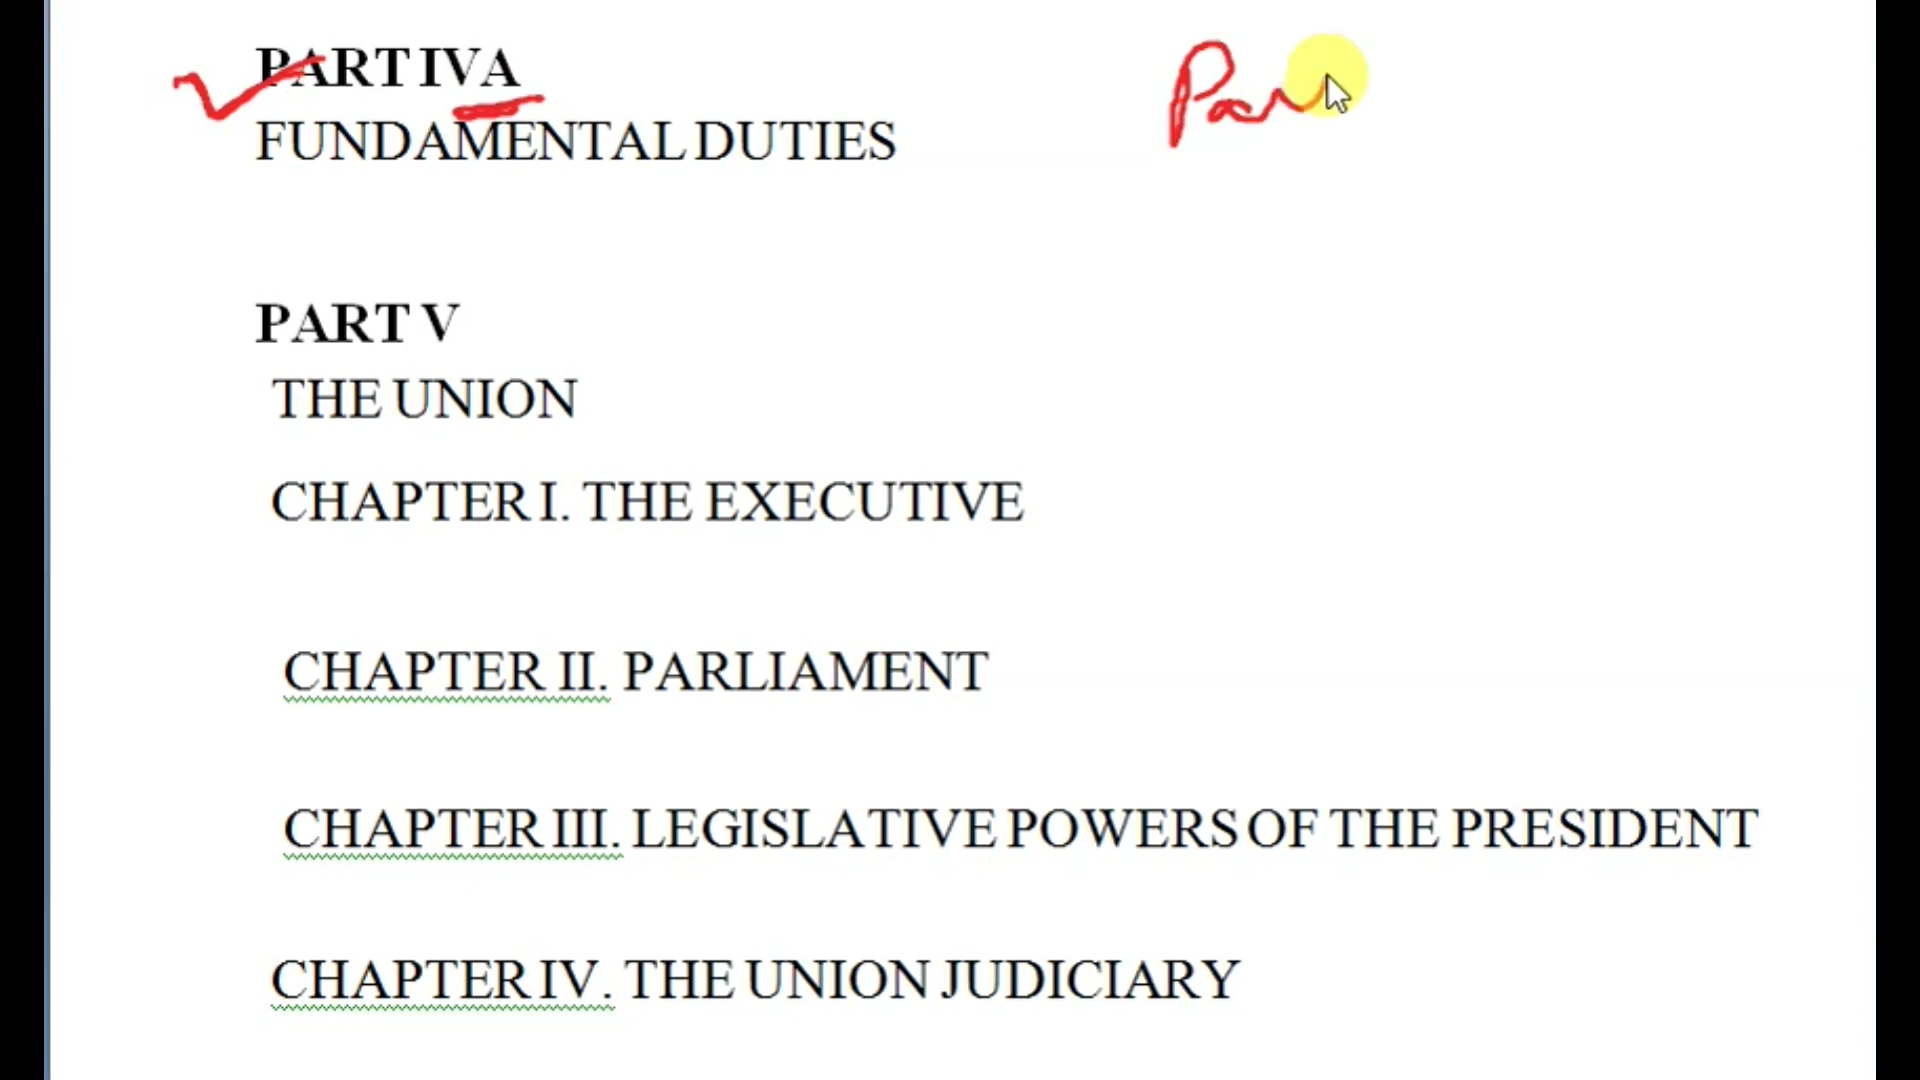 PART IVA
FUNDAMENTAL DUTIES
PART V
THE UNION
CHAPTER I. THE EXECUTIVE
CHAPTER II. PARLIAMENT
CHAPTER III. LEGISLATIVE POWERS OF THE PRESIDENT
CHAPTER IV. THE UNION JUDICIARY